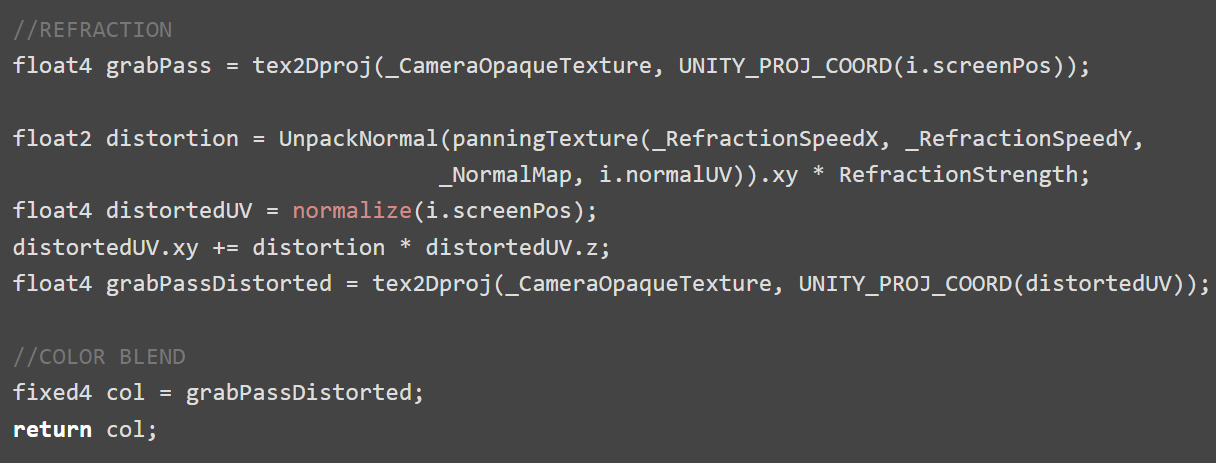 //REFRACTION
float4 grabPass = tex2Dproj(_CameraOpaqueTexture, UNITY_PROJ_COORD(i.screenPos));
float2 distortion = UnpackNormal(panningTexture(_RefractionSpeedX, _RefractionSpeedY,
_NormalMap, i.normalUV)).xy * RefractionStrength;
float4 distortedUV = normalize(i.screenPos);
distortedUV.xy += distortion * distortedUV.z;
float4 grabPassDistorted = tex2Dproj(_CameraOpaqueTexture, UNITY_PROJ_COORD(distortedUV));
//COLOR BLEND
fixed4 col = grabPassDistorted;
return col;